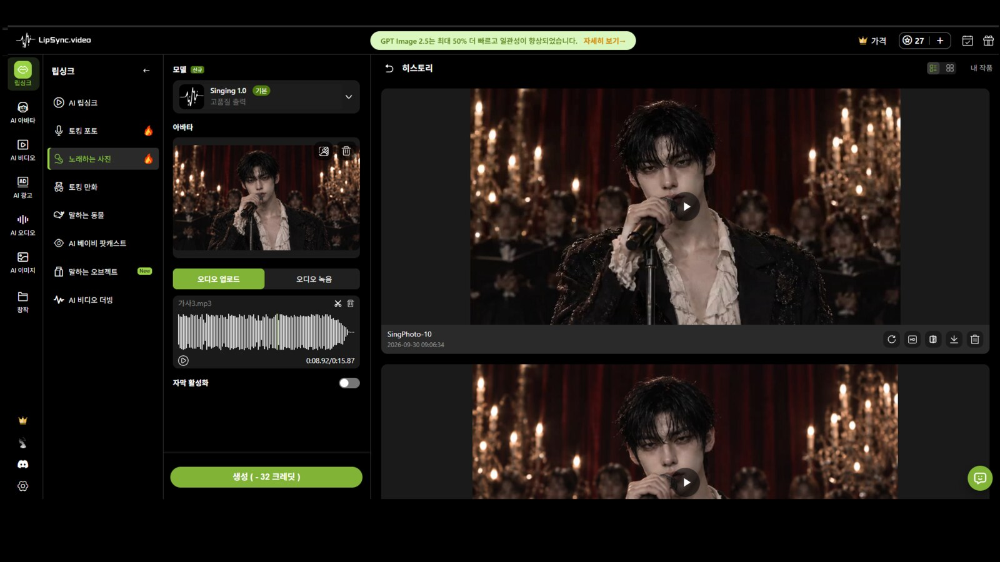 LipSync.video
GPT Image 2.5는 최대 50% 더 빠르고 일관성이 향상되었습니다. 자세히 보기→
가격
27
+
립싱크
AI 아바타
AI 비디오
AD
AI 광고
AI 오디오
AI 이미지
창작
립싱크
AI 립싱크
토킹 포토
노래하는 사진
토킹 만화
말하는 동물
AI 베이비 팟캐스트
말하는 오브젝트 New
AI 비디오 더빙
모델 신규
Singing 1.0 기본
고품질 출력
아바타
오디오 업로드
오디오 녹음
가사3.mp3
0:08.92/0:15.87
자막 활성화
생성 ( - 32 크레딧 )
히스토리
내 작품
SingPhoto-10
2026-09-30 09:06:34
HD